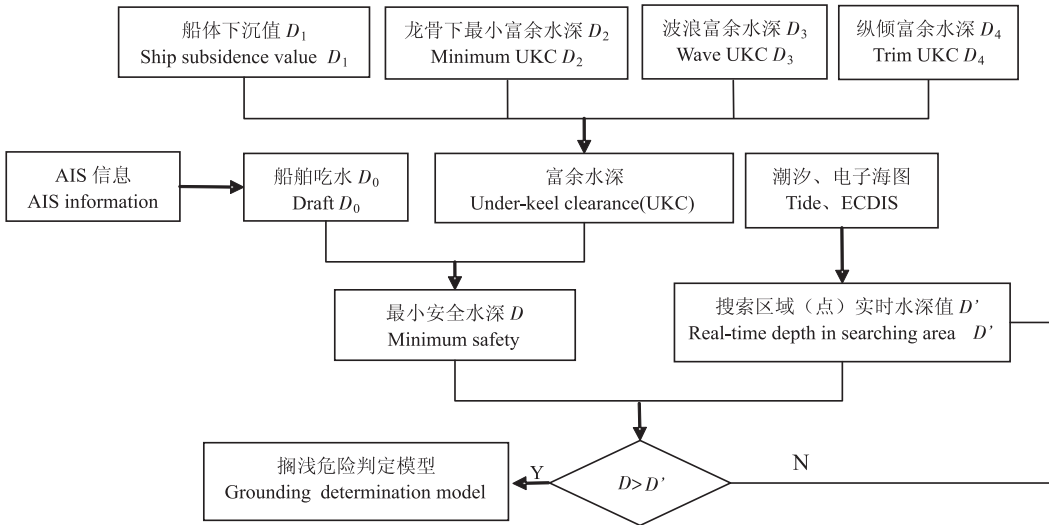 船体下沉值 D₁
Ship subsidence value D₁
龙骨下最小富余水深 D₂
Minimum UKC D₂
波浪富余水深 D₃
Wave UKC D₃
纵倾富余水深 D₄
Trim UKC D₄
AIS 信息
AIS information
船舶吃水 D₀
Draft D₀
富余水深
Under-keel clearance(UKC)
潮汐、电子海图
Tide、ECDIS
最小安全水深 D
Minimum safety
搜索区域（点）实时水深值 D’
Real-time depth in searching area D’
搁浅危险判定模型
Grounding determination model
Y
D>D’
N